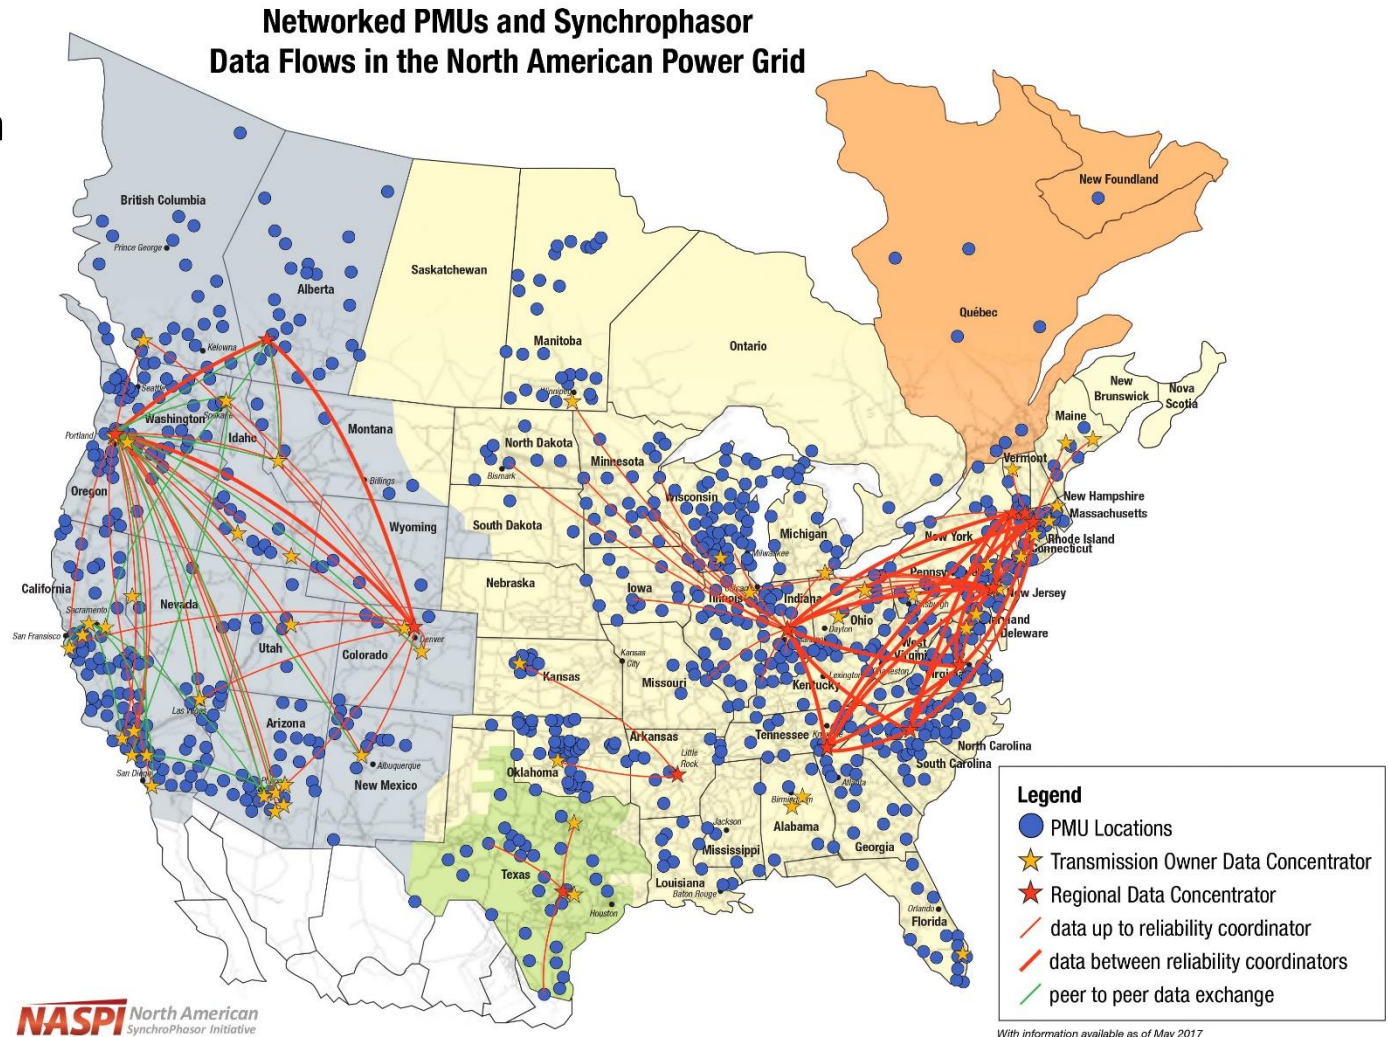 Networked PMUs and Synchrophasor
Data Flows in the North American Power Grid
British Columbia
Prince George
Alberta
Saskatchewan
Manitoba
Ontario
New Foundland
Québec
Kelowna
Winnipeg
New
Brunswick
Nova
Scotia
Maine
Seattle
Washington
Spokane
Portland
Idaho
Montana
North Dakota
Bismark
Minnesota
Vermont
Billings
Oregon
Wisconsin
New Hampshire
Massachusetts
Wyoming
South Dakota
Michigan
New York
Rhode Island
Connecticut
Milwaukee
California
Nebraska
Iowa
Illinois
Indiana
New Jersey
Nevada
Sacramento
Pittsburgh
Ohio
Dayton
San Fransisco
Deleware
Denver
Utah
Colorado
Kansas
City
West
Kansas
Missouri
Lexington
Kentucky
Arizona
Arkansas
Tennessee
Little
Rock
North Carolina
South Carolina
San Diego
Albuquerque
New Mexico
Oklahoma
Atlanta
Birmingham
Alabama
Jackson
Mississippi
Georgia
Texas
Louisiana
Baton Rouge
Houston
Orlando
Florida
Legend
PMU Locations
Transmission Owner Data Concentrator
Regional Data Concentrator
data up to reliability coordinator
data between reliability coordinators
peer to peer data exchange
With information available as of May 2017
NASPI North American
SynchroPhasor Initiative